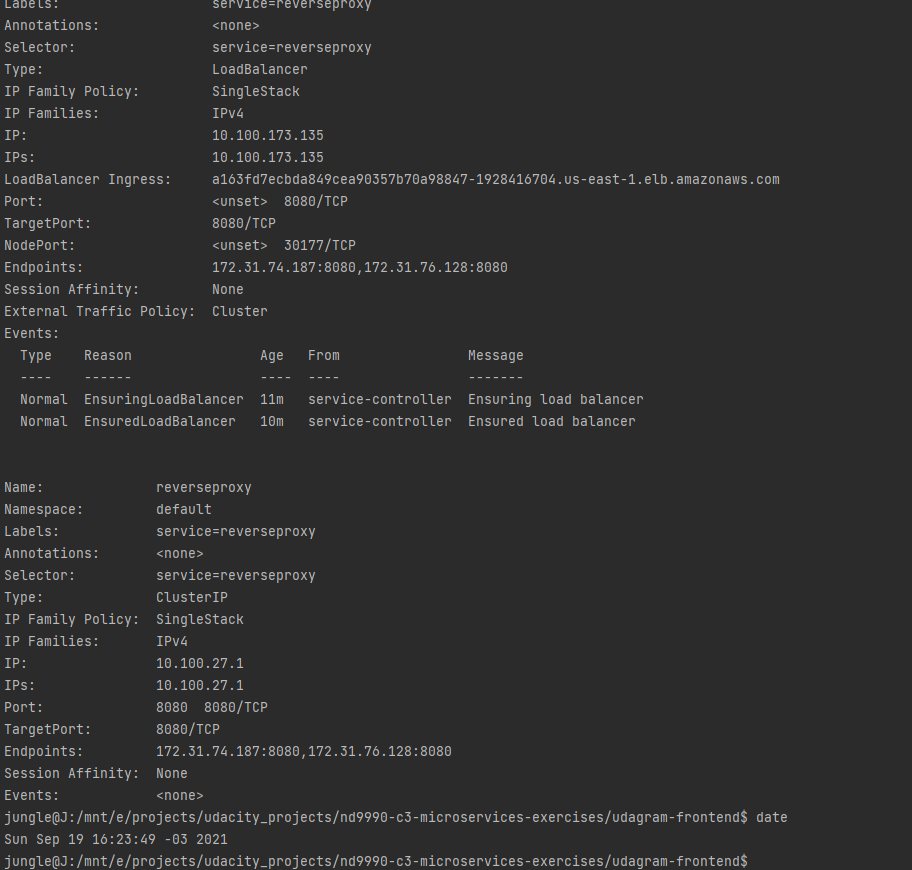 Labels:                   service=reverseproxy
Annotations:              <none>
Selector:                 service=reverseproxy
Type:                     LoadBalancer
IP Family Policy:         SingleStack
IP Families:              IPv4
IP:                       10.100.173.135
IPs:                      10.100.173.135
LoadBalancer Ingress:     a163fd7ecbda849cea90357b70a98847-1928416704.us-east-1.elb.amazonaws.com
Port:                     <unset>  8080/TCP
TargetPort:               8080/TCP
NodePort:                 <unset>  30177/TCP
Endpoints:                172.31.74.187:8080,172.31.76.128:8080
Session Affinity:         None
External Traffic Policy:  Cluster
Events:
  Type    Reason                Age   From                Message
  ----    ------                ----  ----                -------
  Normal  EnsuringLoadBalancer  11m   service-controller  Ensuring load balancer
  Normal  EnsuredLoadBalancer   10m   service-controller  Ensured load balancer
Name:              reverseproxy
Namespace:         default
Labels:            service=reverseproxy
Annotations:       <none>
Selector:          service=reverseproxy
Type:              ClusterIP
IP Family Policy:  SingleStack
IP Families:       IPv4
IP:                10.100.27.1
IPs:               10.100.27.1
Port:              8080  8080/TCP
TargetPort:        8080/TCP
Endpoints:         172.31.74.187:8080,172.31.76.128:8080
Session Affinity:  None
Events:            <none>
jungle@J:/mnt/e/projects/udacity_projects/nd9990-c3-microservices-exercises/udagram-frontend$ date
Sun Sep 19 16:23:49 -03 2021
jungle@J:/mnt/e/projects/udacity_projects/nd9990-c3-microservices-exercises/udagram-frontend$